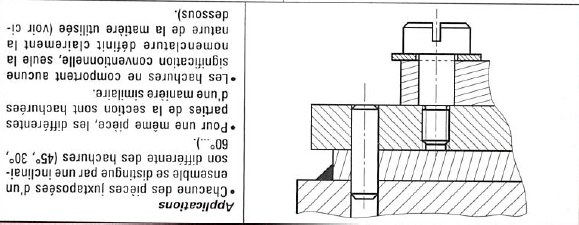 Applications
• Chacune des pièces juxtaposées d'un
ensemble se distingue par une inclinai-
son différente des hachures (45°, 30°,
60°...).
• Pour une même pièce, les différentes
parties de la section sont hachurées
d'une manière similaire.
• Les hachures ne comportent aucune
signification conventionnelle, seule la
nomenclature définit clairement la
nature de la matière utilisée (voir ci-
dessous).